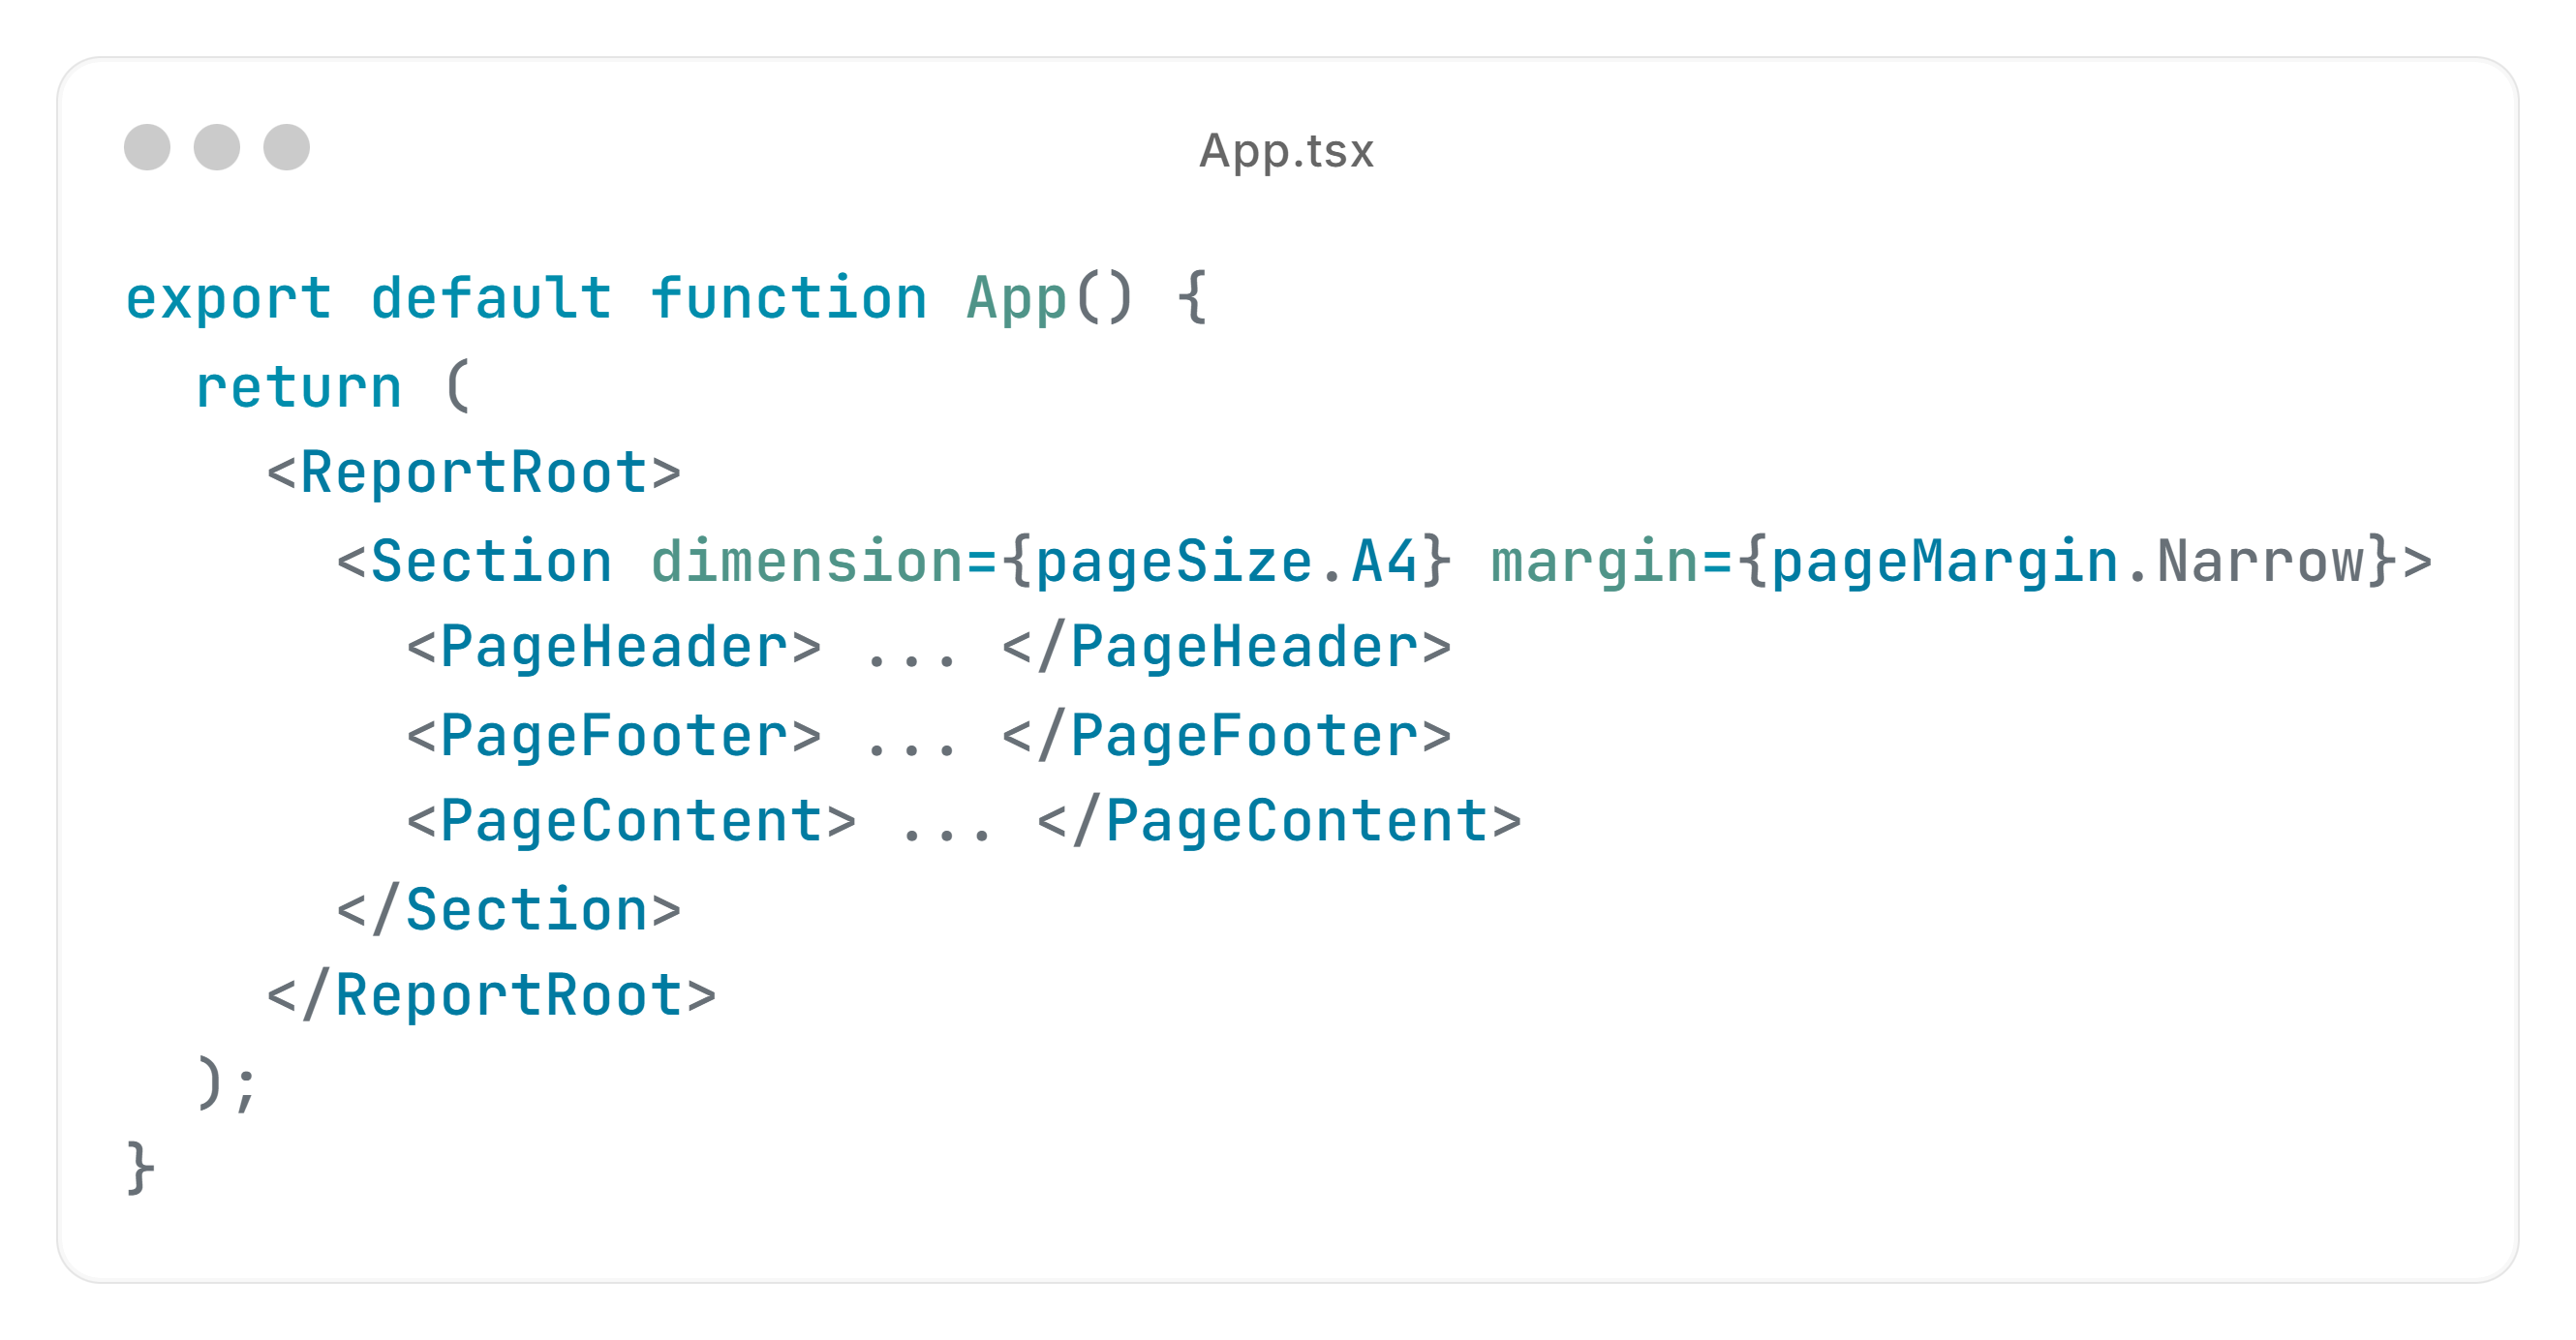 App.tsx
export default function App() {
  return (
    <ReportRoot>
      <Section dimension={pageSize.A4} margin={pageMargin.Narrow}>
        <PageHeader> ... </PageHeader>
        <PageFooter> ... </PageFooter>
        <PageContent> ... </PageContent>
      </Section>
    </ReportRoot>
  );
}